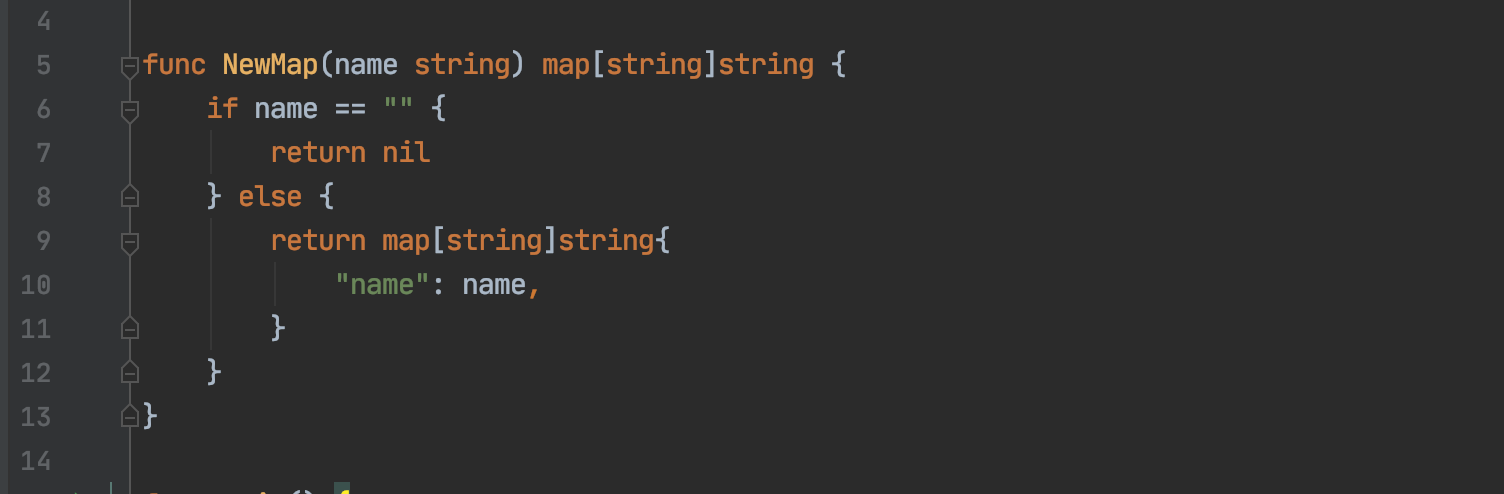 4
5 func NewMap(name string) map[string]string {
6     if name == "" {
7         return nil
8     } else {
9         return map[string]string{
10             "name": name,
11         }
12     }
13 }
14